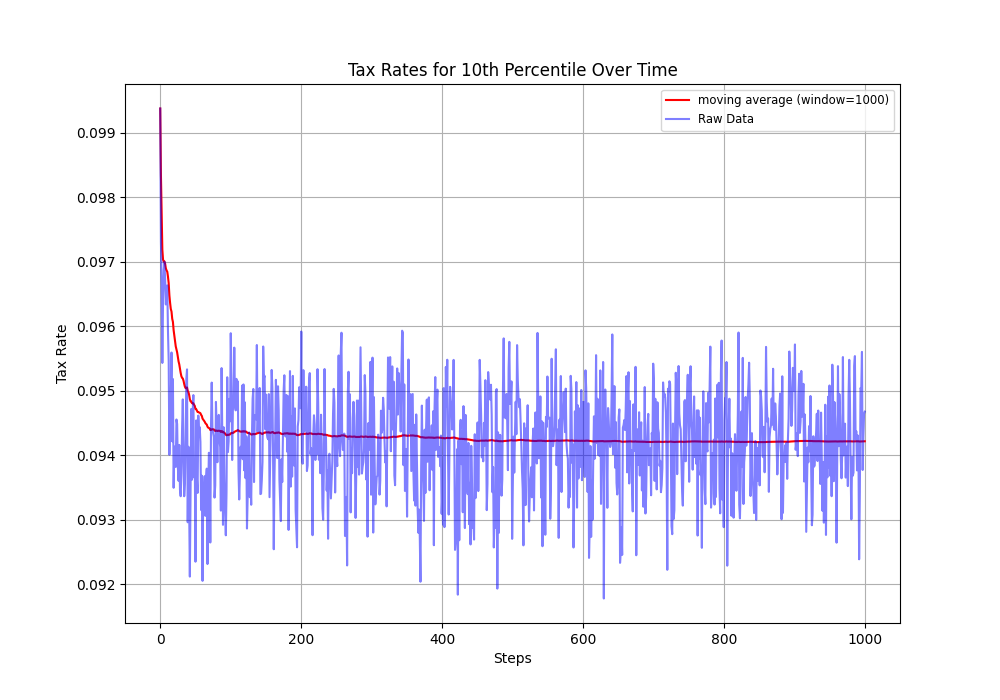 Tax Rates for 10th Percentile Over Time
moving average (window=1000)
Raw Data
Tax Rate
0.099
0.098
0.097
0.096
0.095
0.094
0.093
0.092
0
200
400
600
800
1000
Steps